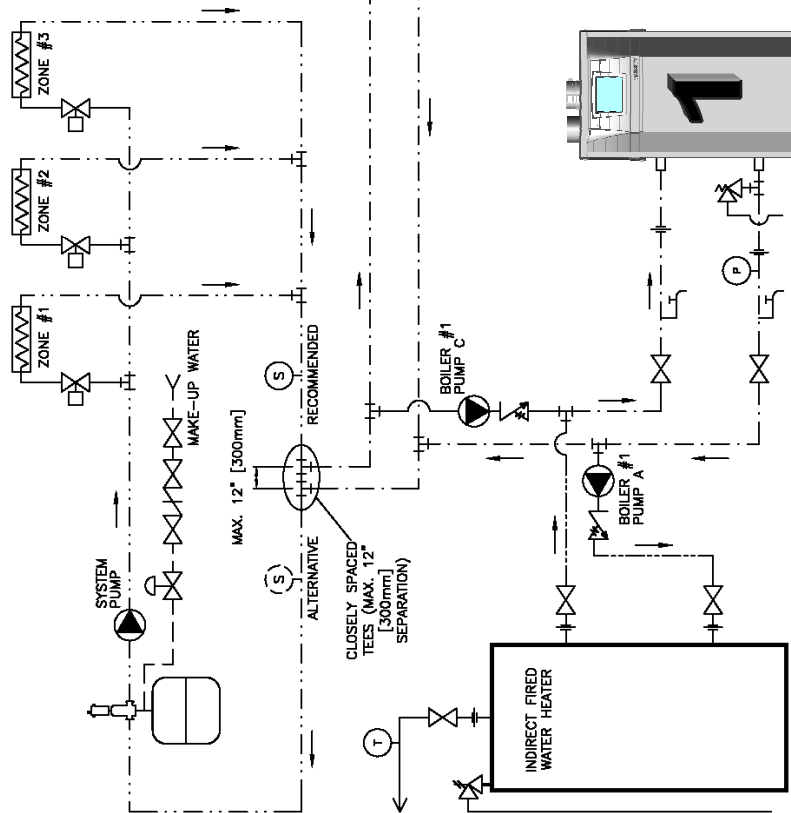 ZONE #3
ZONE #2
ZONE #1
MAKE-UP WATER
SYSTEM
PUMP
MAX. 12" [300mm]
S
RECOMMENDED
S
ALTERNATIVE
CLOSELY SPACED
TEES (MAX. 12"
[300mm]
SEPARATION)
BOILER #1
PUMP C
BOILER #1
PUMP A
P
1
T
INDIRECT FIRED
WATER HEATER